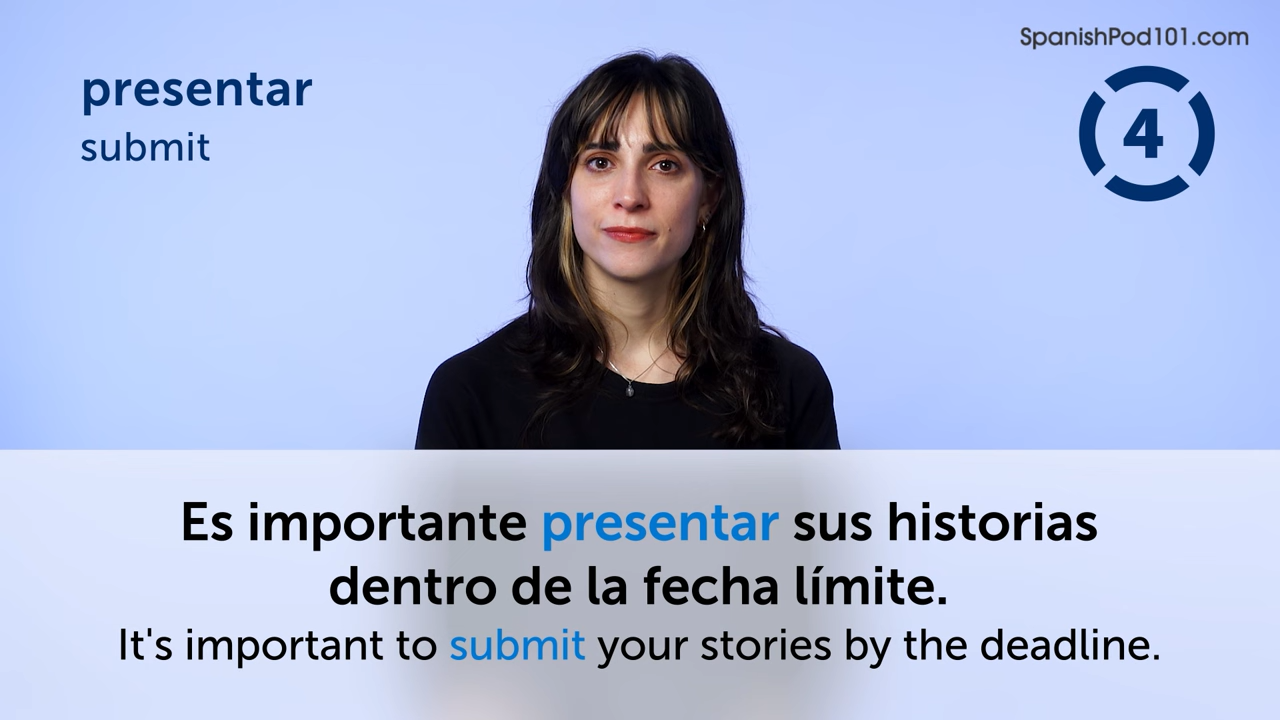 SpanishPod101.com
presentar
submit
4
Es importante presentar sus historias
dentro de la fecha límite.
It's important to submit your stories by the deadline.